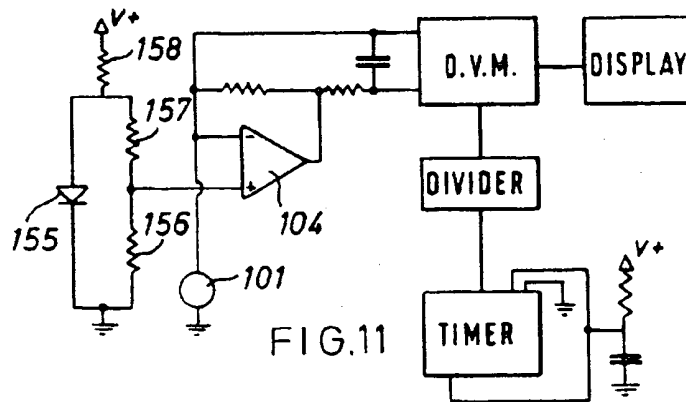 V+
158
157
155
156
-
+
104
101
D.V.M.
DISPLAY
DIVIDER
TIMER
V+
FIG.11